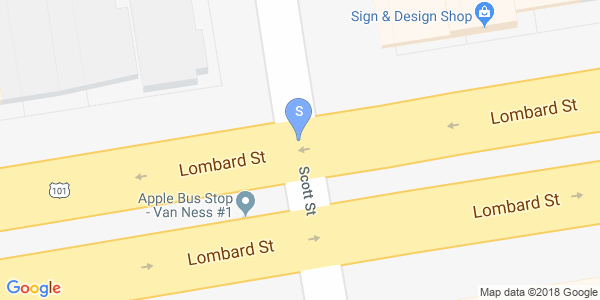 Sign & Design Shop
S
Lombard St
Lombard St
Scott St
101
Apple Bus Stop
- Van Ness #1
Lombard St
Lombard St
Google
Map data ©2018 Google